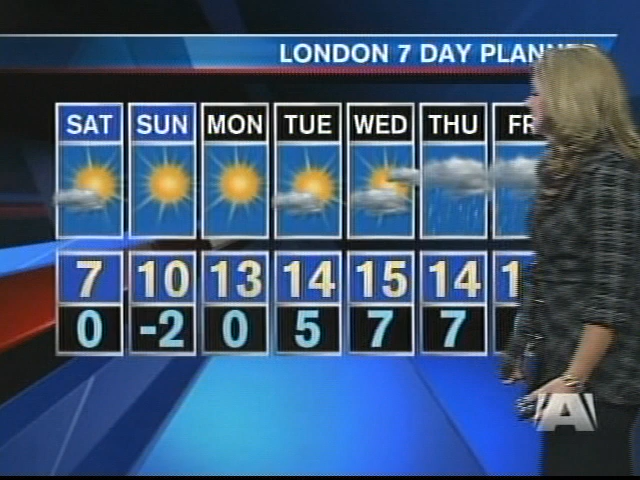 LONDON 7 DAY PLANNER
SAT SUN MON TUE WED THU
7 10 13 14 15 14
0 -2 0 5 7 7
A